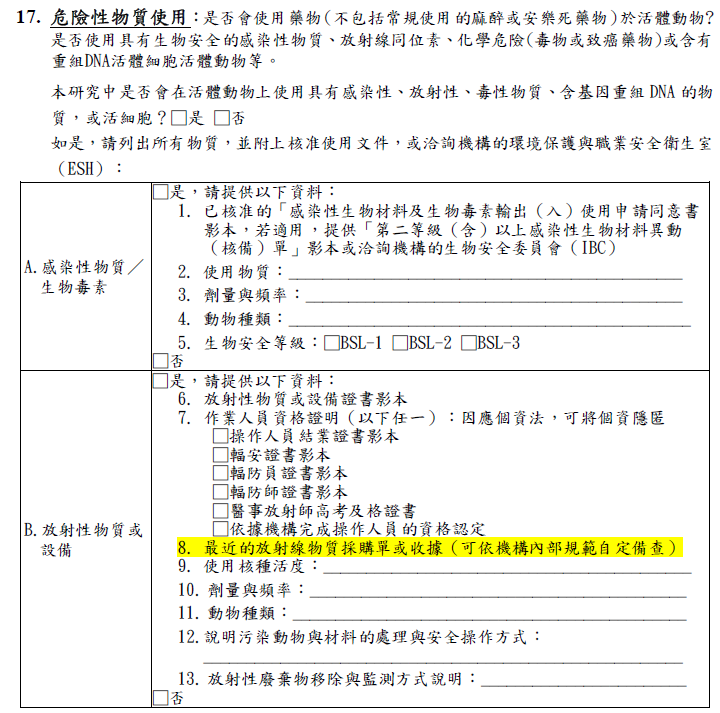 17. 危險性物質使用：是否會使用藥物(不包括常規使用的麻醉或安樂死藥物)於活體動物?
是否使用具有生物安全的感染性物質、放射線同位素、化學危險(毒物或致癌藥物)或含有
重組DNA活體細胞活體動物等。
本研究中是否會在活體動物上使用具有感染性、放射性、毒性物質、含基因重組 DNA 的物
質，或活細胞？□是 □否
如是，請列出所有物質，並附上核准使用文件，或洽詢機構的環境保護與職業安全衛生室
（ESH）：
A.感染性物質／
生物毒素
□是，請提供以下資料：
1. 已核准的「感染性生物材料及生物毒素輸出（入）使用申請同意書
影本，若適用，提供「第二等級（含）以上感染性生物材料異動
（核備）單」影本或洽詢機構的生物安全委員會（IBC）
2. 使用物質：
3. 劑量與頻率：
4. 動物種類：
5. 生物安全等級：□BSL-1 □BSL-2 □BSL-3
□否
B.放射性物質或
設備
□是，請提供以下資料：
6. 放射性物質或設備證書影本
7. 作業人員資格證明（以下任一）：因應個資法，可將個資隱匿
□操作人員結業證書影本
□輻安證書影本
□輻防員證書影本
□輻防師證書影本
□醫事放射師高考及格證書
□依據機構完成操作人員的資格認定
8. 最近的放射線物質採購單或收據（可依機構內部規範自定備查）
9. 使用核種活度：
10. 劑量與頻率：
11. 動物種類：
12. 說明污染動物與材料的處理與安全操作方式：
13. 放射性廢棄物移除與監測方式說明：
□否